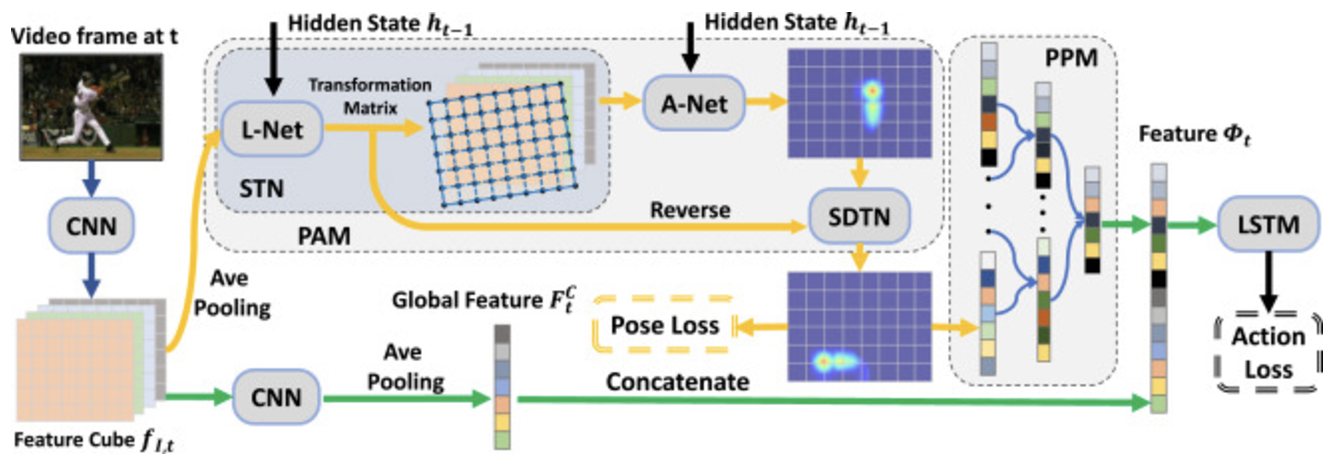 Hidden State h_{t-1}
Hidden State h_{t-1}
Video frame at t
PPM
Transformation
Matrix
L-Net
A-Net
Feature Φ_t
STN
CNN
PAM
Reverse
SDTN
LSTM
Ave
Pooling
Global Feature F_t^C
Pose Loss
Action
Loss
Ave
Pooling
Concatenate
CNN
Feature Cube f_{l,t}